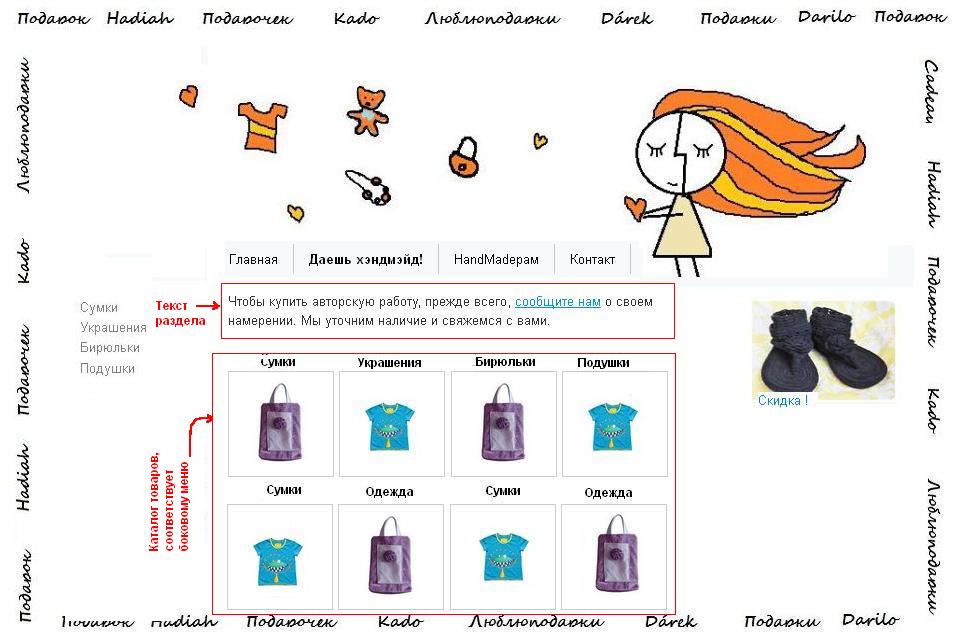 Подарок Hadiah Подарочек Kado Люблюподарки Dárek Подарки Darilo Подарок
Люблюподарки
Kado
Подарочек
Hadiah
Подарок
Cadeau
Hadiah
Подарочек
Kado
Люблюподарки
Главная Даешь хэндмэйд! HandMadeрам Контакт
Сумки
Украшения
Бирюльки
Подушки
Текст
раздела
Чтобы купить авторскую работу, прежде всего, сообщите нам о своем
намерении. Мы уточним наличие и свяжемся с вами.
Скидка !
Каталог товаров,
соответствует
боковому меню
Сумки Украшения Бирюльки Подушки
Сумки Одежда Сумки Одежда
Подарок Hadiah Подарочек Kado Люблюподарки Dárek Подарки Darilo